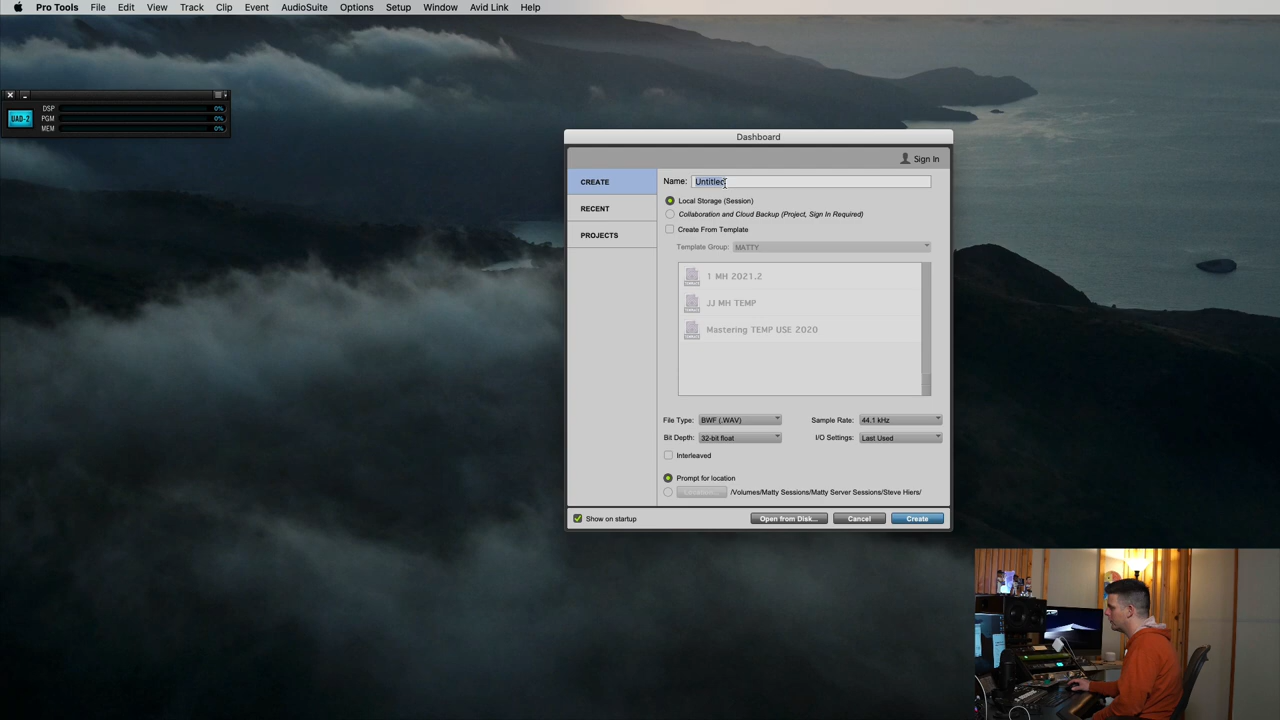 Pro Tools File Edit View Track Clip Event AudioSuite Options Setup Window Avid Link Help
UAD-2
DSP 0%
PGM 0%
MEM 0%
Dashboard
Sign In
CREATE
RECENT
PROJECTS
Name: Untitled
Local Storage (Session)
Collaboration and Cloud Backup (Project, Sign In Required)
Create From Template
Template Group: MATTY
1 MH 2021.2
JJ MH TEMP
Mastering TEMP USE 2020
File Type: BWF (.WAV) Sample Rate: 44.1 kHz
Bit Depth: 32-bit float I/O Settings: Last Used
Interleaved
Prompt for location
Location... /Volumes/Matty Sessions/Matty Server Sessions/Steve Hiers/
Show on startup Open from Disk... Cancel Create